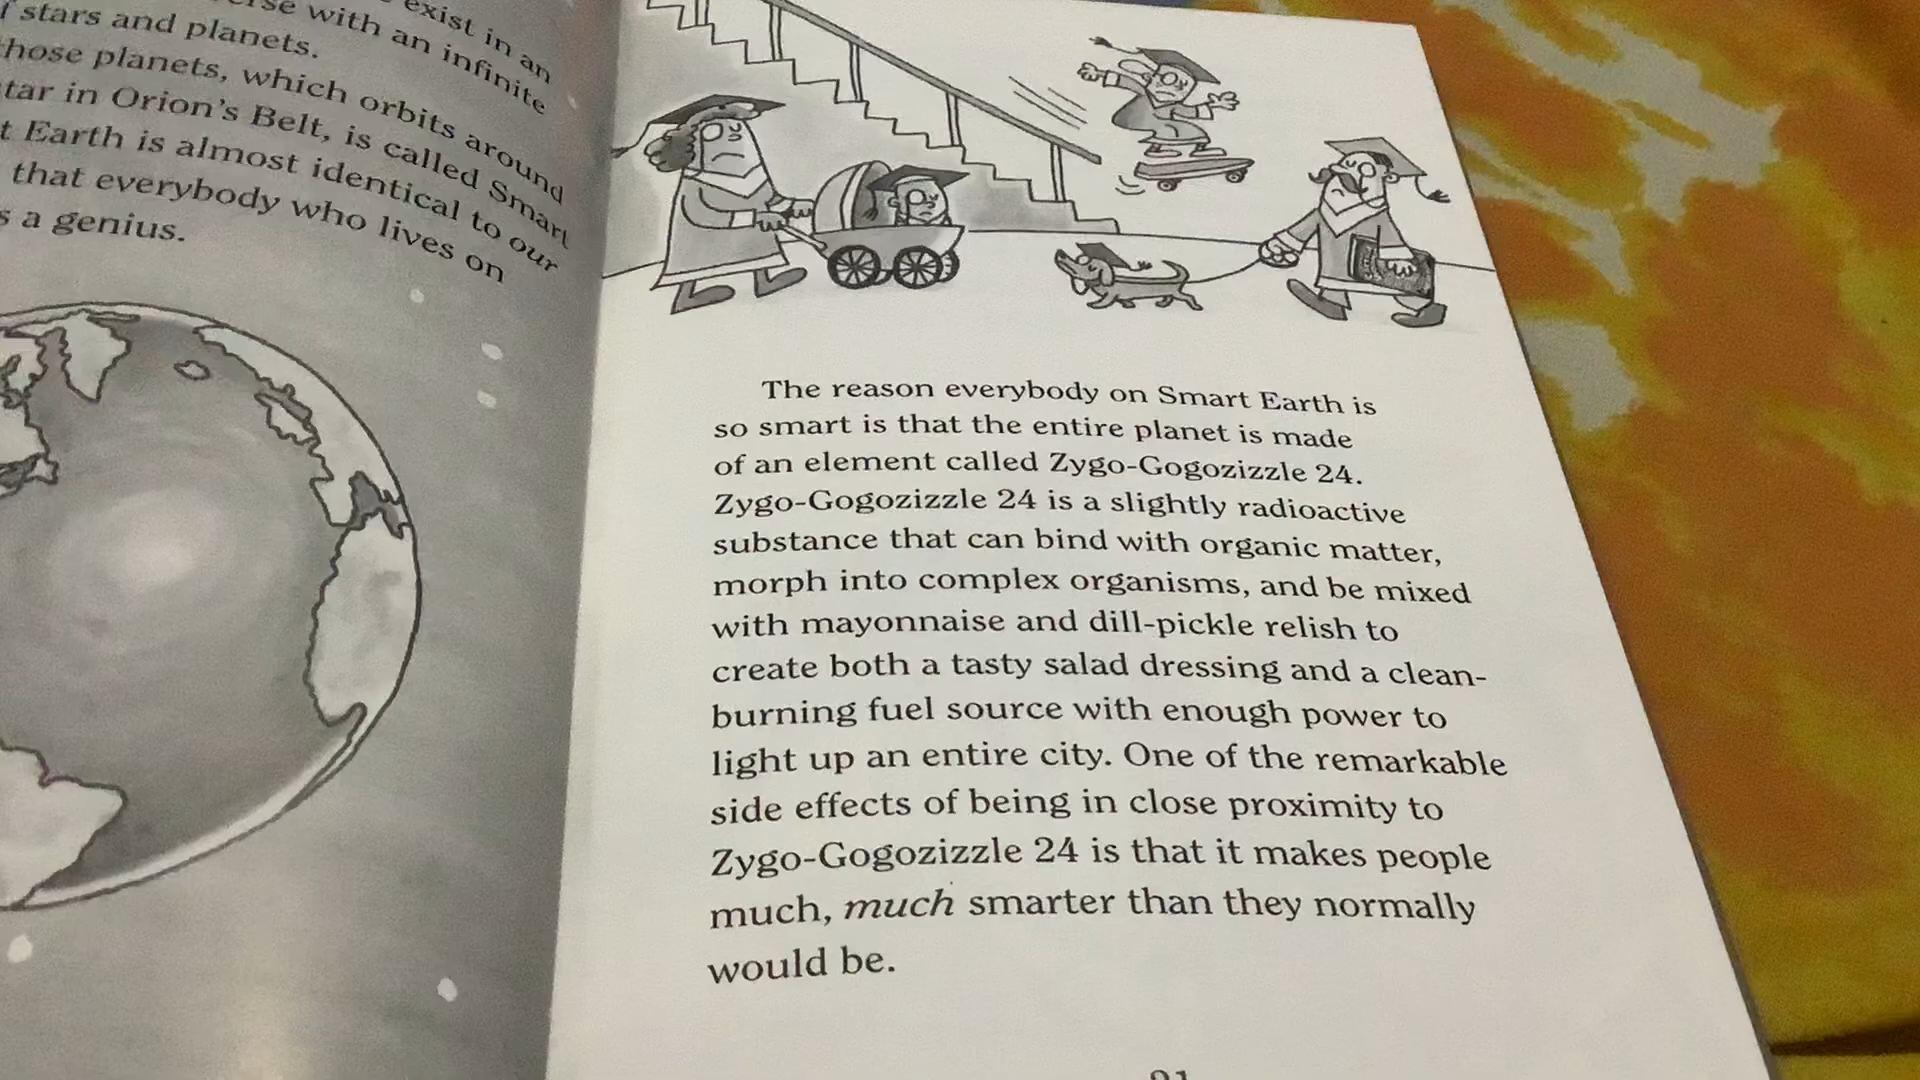 exist in an
with an infinite
stars and planets.
those planets, which orbits around
star in Orion's Belt, is called Smart
Earth is almost identical to our
that everybody who lives on
a genius.
The reason everybody on Smart Earth is
so smart is that the entire planet is made
of an element called Zygo-Gogozizzle 24.
Zygo-Gogozizzle 24 is a slightly radioactive
substance that can bind with organic matter,
morph into complex organisms, and be mixed
with mayonnaise and dill-pickle relish to
create both a tasty salad dressing and a clean-
burning fuel source with enough power to
light up an entire city. One of the remarkable
side effects of being in close proximity to
Zygo-Gogozizzle 24 is that it makes people
much, much smarter than they normally
would be.